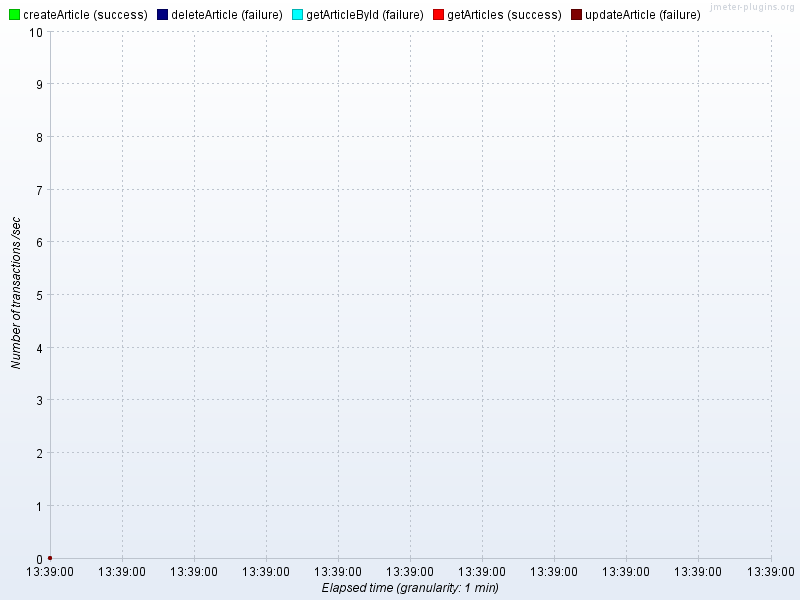 createArticle (success) deleteArticle (failure) getArticleById (failure) getArticles (success) updateArticle (failure)
jmeter-plugins.org
10
9
8
7
6
5
4
3
2
1
0
Number of transactions /sec
13:39:00 13:39:00 13:39:00 13:39:00 13:39:00 13:39:00 13:39:00 13:39:00 13:39:00 13:39:00 13:39:00
Elapsed time (granularity: 1 min)